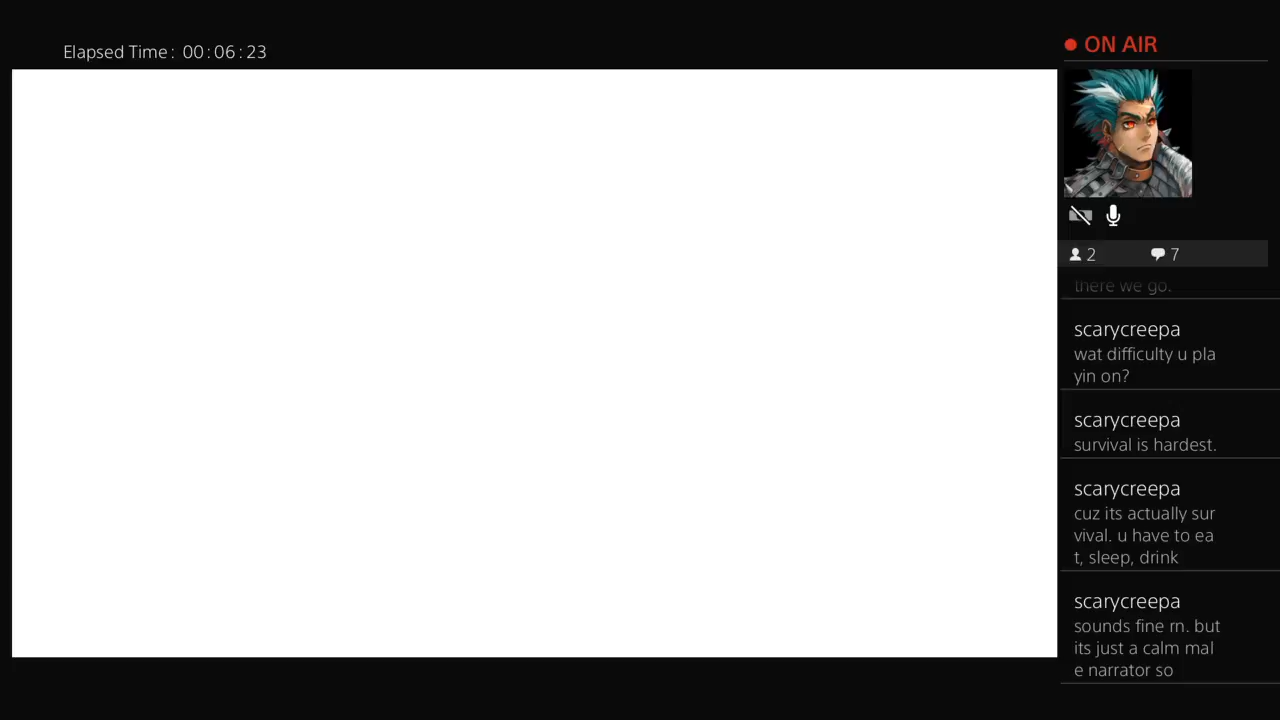 Elapsed Time: 00:06:23
ON AIR
2 7
there we go.
scarycreepa
wat difficulty u pla
yin on?
scarycreepa
survival is hardest.
scarycreepa
cuz its actually sur
vival. u have to ea
t, sleep, drink
scarycreepa
sounds fine rn. but
its just a calm mal
e narrator so